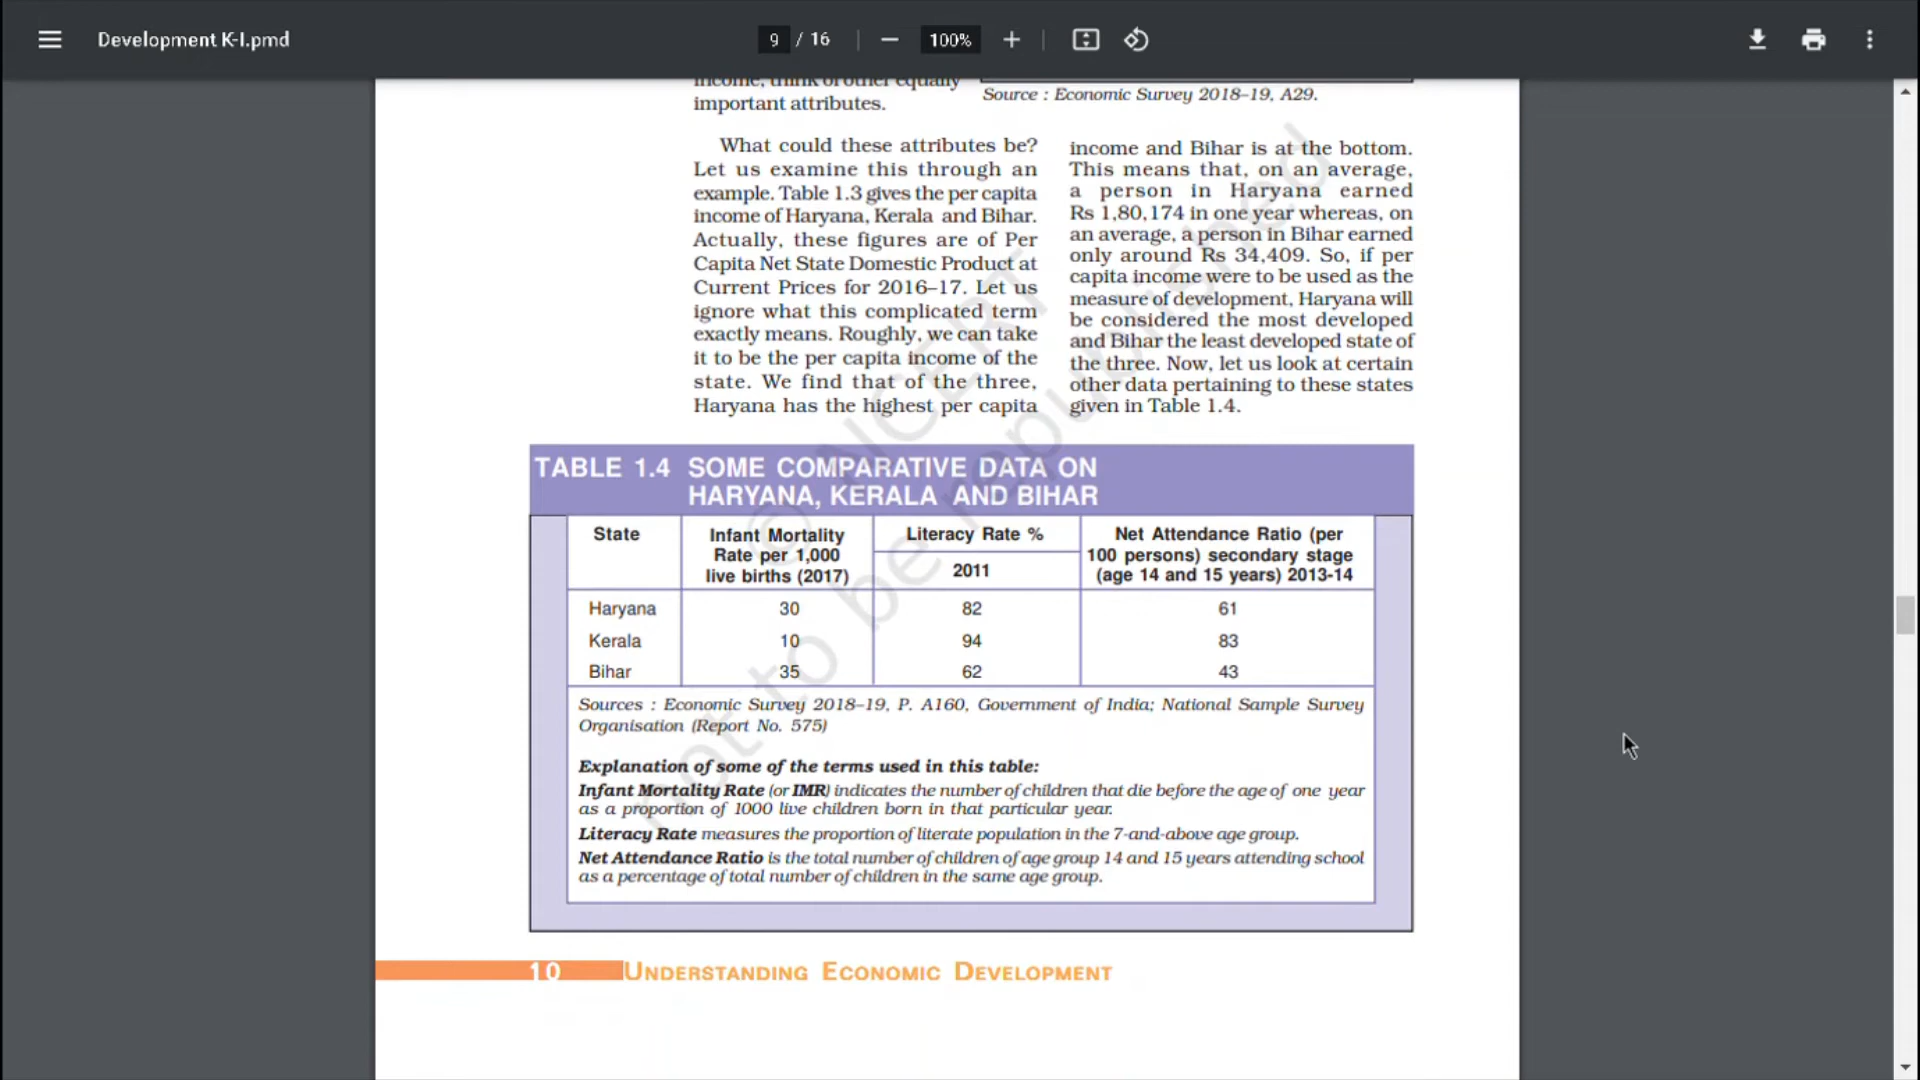 Development K-I.pmd
9 / 16
100%
income, think of other equally
important attributes.
Source : Economic Survey 2018–19, A29.
What could these attributes be?
Let us examine this through an
example. Table 1.3 gives the per capita
income of Haryana, Kerala and Bihar.
Actually, these figures are of Per
Capita Net State Domestic Product at
Current Prices for 2016–17. Let us
ignore what this complicated term
exactly means. Roughly, we can take
it to be the per capita income of the
state. We find that of the three,
Haryana has the highest per capita
income and Bihar is at the bottom.
This means that, on an average,
a person in Haryana earned
Rs 1,80,174 in one year whereas, on
an average, a person in Bihar earned
only around Rs 34,409. So, if per
capita income were to be used as the
measure of development, Haryana will
be considered the most developed
and Bihar the least developed state of
the three. Now, let us look at certain
other data pertaining to these states
given in Table 1.4.
TABLE 1.4 SOME COMPARATIVE DATA ON
HARYANA, KERALA AND BIHAR
State
Infant Mortality
Rate per 1,000
live births (2017)
Literacy Rate %
2011
Net Attendance Ratio (per
100 persons) secondary stage
(age 14 and 15 years) 2013-14
Haryana 30 82 61
Kerala 10 94 83
Bihar 35 62 43
Sources : Economic Survey 2018–19, P. A160, Government of India; National Sample Survey
Organisation (Report No. 575)
Explanation of some of the terms used in this table:
Infant Mortality Rate (or IMR) indicates the number of children that die before the age of one year
as a proportion of 1000 live children born in that particular year.
Literacy Rate measures the proportion of literate population in the 7-and-above age group.
Net Attendance Ratio is the total number of children of age group 14 and 15 years attending school
as a percentage of total number of children in the same age group.
10 UNDERSTANDING ECONOMIC DEVELOPMENT
© NCERT
not to be republished